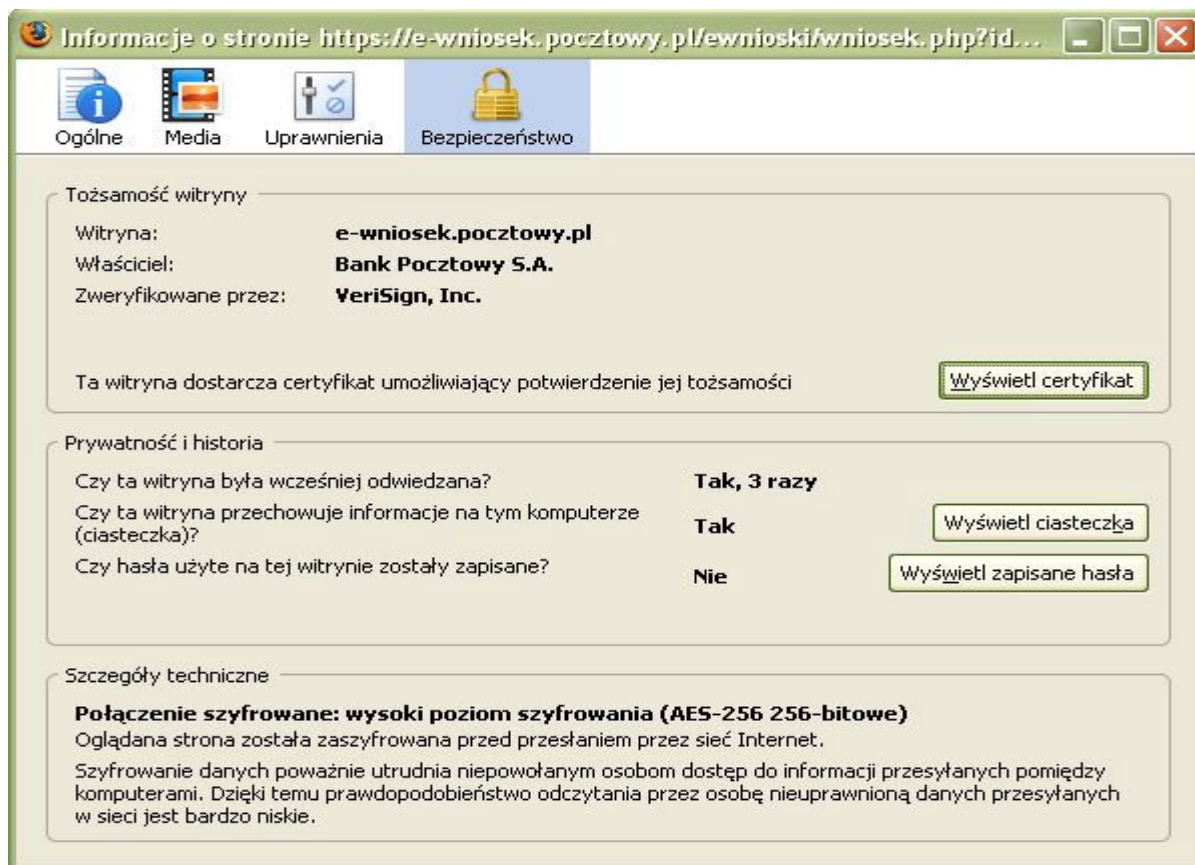 Informacje o stronie https://e-wniosek.pocztowy.pl/ewnioski/wniosek.php?id...
Ogólne Media Uprawnienia Bezpieczeństwo
Tożsamość witryny
Witryna: e-wniosek.pocztowy.pl
Właściciel: Bank Pocztowy S.A.
Zweryfikowane przez: VeriSign, Inc.
Ta witryna dostarcza certyfikat umożliwiający potwierdzenie jej tożsamości Wyświetl certyfikat
Prywatność i historia
Czy ta witryna była wcześniej odwiedzana? Tak, 3 razy
Czy ta witryna przechowuje informacje na tym komputerze
(ciasteczka)? Tak Wyświetl ciasteczka
Czy hasła użyte na tej witrynie zostały zapisane? Nie Wyświetl zapisane hasła
Szczegóły techniczne
Połączenie szyfrowane: wysoki poziom szyfrowania (AES-256 256-bitowe)
Oglądana strona została zaszyfrowana przed przesłaniem przez sieć Internet.
Szyfrowanie danych poważnie utrudnia niepowołanym osobom dostęp do informacji przesyłanych pomiędzy
komputerami. Dzięki temu prawdopodobieństwo odczytania przez osobę nieuprawnioną danych przesyłanych
w sieci jest bardzo niskie.